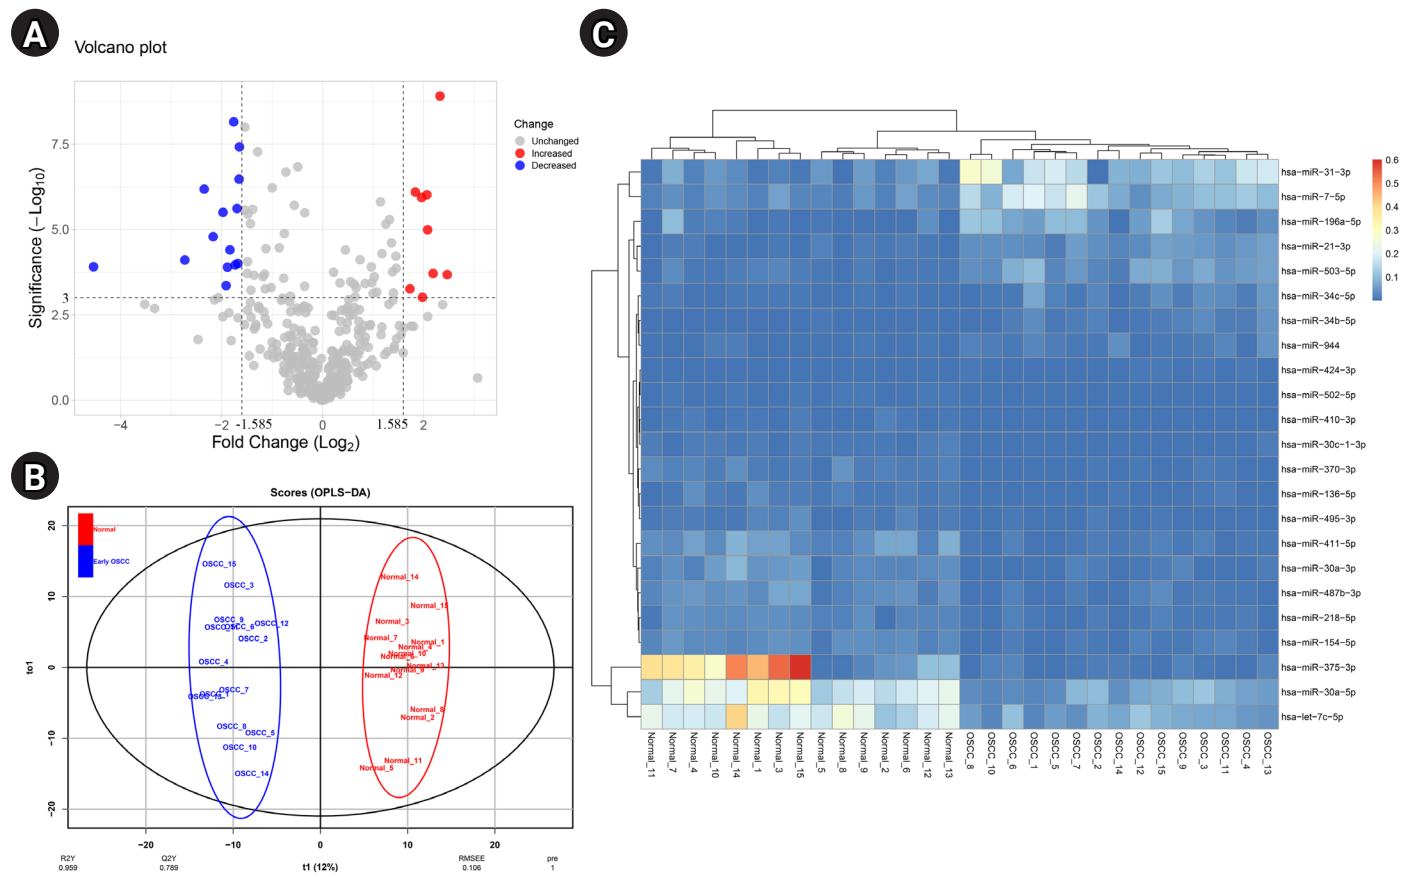 A
Volcano plot
Significance (−Log10)
7.5
5.0
3
2.5
0.0
−4
−2
-1.585
0
1.585
2
Fold Change (Log2)
Change
Unchanged
Increased
Decreased
B
Scores (OPLS−DA)
Normal
Early OSCC
to1
20
10
0
−10
−20
OSCC_15
OSCC_3
OSCC_9
OSCC_6
OSCC_12
OSCC_2
OSCC_4
OSCC_7
OSCC_1
OSCC_8
OSCC_5
OSCC_10
OSCC_14
Normal_14
Normal_15
Normal_3
Normal_7
Normal_1
Normal_4
Normal_10
Normal_13
Normal_9
Normal_12
Normal_8
Normal_2
Normal_11
Normal_5
−20
−10
0
10
20
R2Y
0.959
Q2Y
0.789
t1 (12%)
RMSEE
0.106
pre
1
C
hsa−miR−31−3p
hsa−miR−7−5p
hsa−miR−196a−5p
hsa−miR−21−3p
hsa−miR−503−5p
hsa−miR−34c−5p
hsa−miR−34b−5p
hsa−miR−944
hsa−miR−424−3p
hsa−miR−502−5p
hsa−miR−410−3p
hsa−miR−30c−1−3p
hsa−miR−370−3p
hsa−miR−136−5p
hsa−miR−495−3p
hsa−miR−411−5p
hsa−miR−30a−3p
hsa−miR−487b−3p
hsa−miR−218−5p
hsa−miR−154−5p
hsa−miR−375−3p
hsa−miR−30a−5p
hsa−let−7c−5p
Normal_11
Normal_7
Normal_4
Normal_10
Normal_14
Normal_1
Normal_3
Normal_15
Normal_5
Normal_8
Normal_9
Normal_2
Normal_6
Normal_12
Normal_13
OSCC_8
OSCC_10
OSCC_6
OSCC_1
OSCC_5
OSCC_7
OSCC_2
OSCC_14
OSCC_12
OSCC_15
OSCC_9
OSCC_3
OSCC_11
OSCC_4
OSCC_13
0.6
0.5
0.4
0.3
0.2
0.1